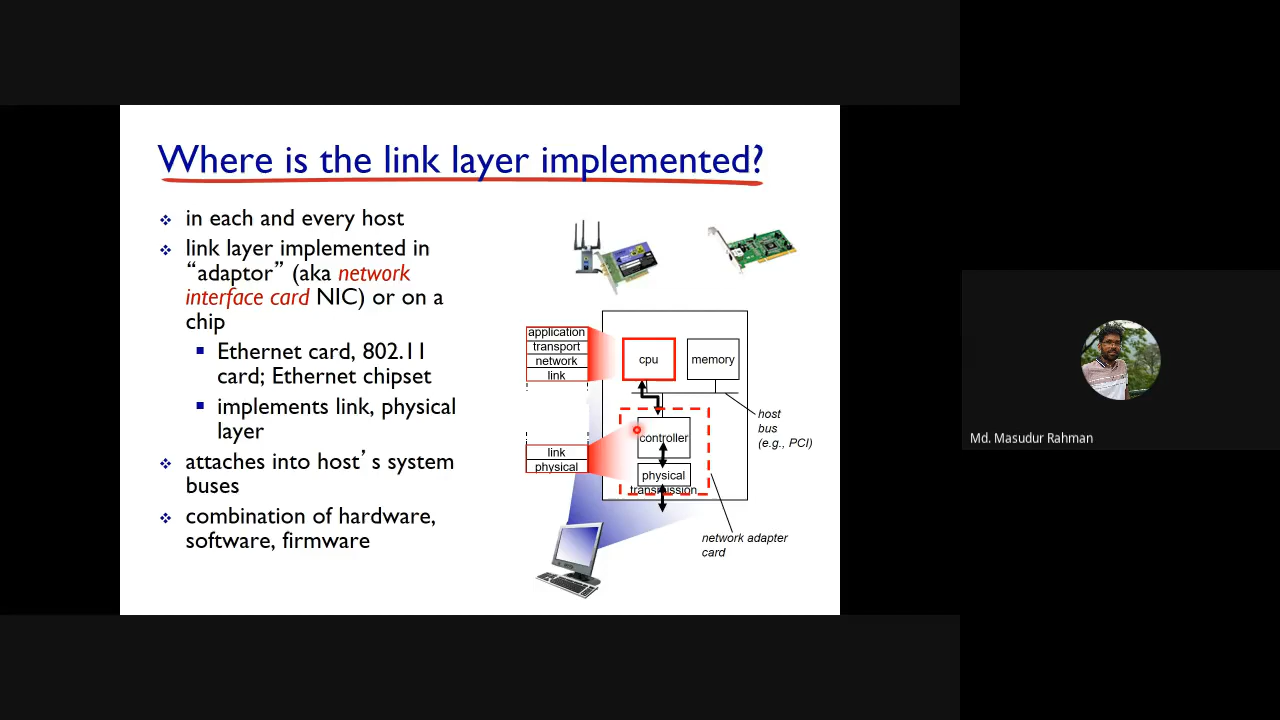 Where is the link layer implemented?
in each and every host
link layer implemented in
“adaptor” (aka network
interface card NIC) or on a
chip
Ethernet card, 802.11
card; Ethernet chipset
implements link, physical
layer
attaches into host’s system
buses
combination of hardware,
software, firmware
application
transport
network
link
cpu
memory
host
bus
(e.g., PCI)
controller
link
physical
physical
transmission
network adapter
card
Md. Masudur Rahman